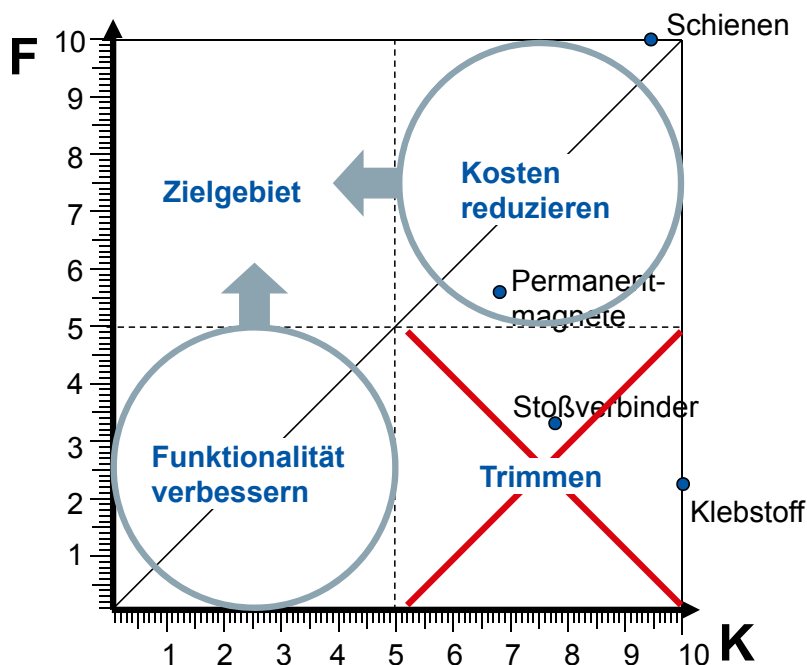 F
10
9
8
7
6
5
4
3
2
1
Schienen
Zielgebiet
Kosten
reduzieren
Permanent-
magnete
Stoßverbinder
Funktionalität
verbessern
Trimmen
Klebstoff
1 2 3 4 5 6 7 8 9 10
K